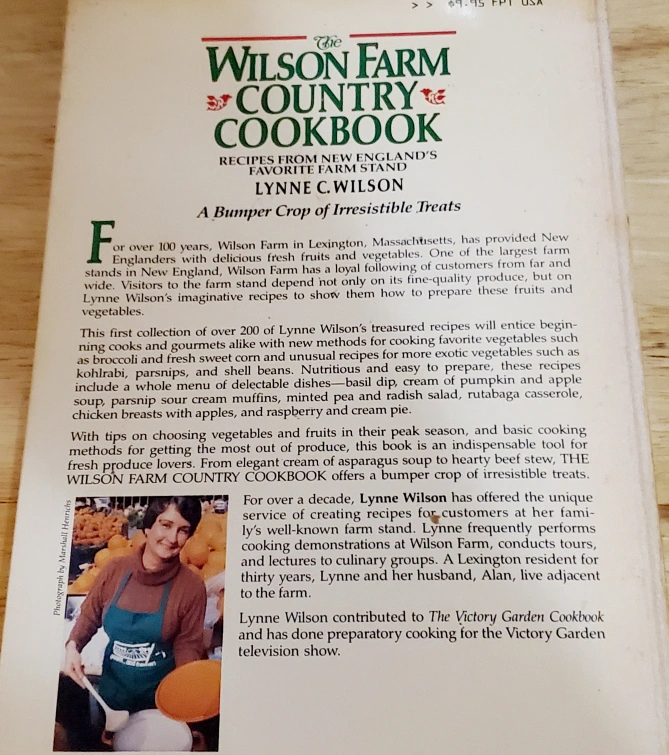 > > $9.95 FPT USA
The
WILSON FARM
COUNTRY
COOKBOOK
RECIPES FROM NEW ENGLAND'S
FAVORITE FARM STAND
LYNNE C. WILSON
A Bumper Crop of Irresistible Treats
For over 100 years, Wilson Farm in Lexington, Massachusetts, has provided New
Englanders with delicious fresh fruits and vegetables. One of the largest farm
stands in New England, Wilson Farm has a loyal following of customers from far and
wide. Visitors to the farm stand depend not only on its fine-quality produce, but on
Lynne Wilson's imaginative recipes to show them how to prepare these fruits and
vegetables.
This first collection of over 200 of Lynne Wilson's treasured recipes will entice begin-
ning cooks and gourmets alike with new methods for cooking favorite vegetables such
as broccoli and fresh sweet corn and unusual recipes for more exotic vegetables such as
kohlrabi, parsnips, and shell beans. Nutritious and easy to prepare, these recipes
include a whole menu of delectable dishes—basil dip, cream of pumpkin and apple
soup, parsnip sour cream muffins, minted pea and radish salad, rutabaga casserole,
chicken breasts with apples, and raspberry and cream pie.
With tips on choosing vegetables and fruits in their peak season, and basic cooking
methods for getting the most out of produce, this book is an indispensable tool for
fresh produce lovers. From elegant cream of asparagus soup to hearty beef stew, THE
WILSON FARM COUNTRY COOKBOOK offers a bumper crop of irresistible treats.
Photograph by Marshall Henrichs
For over a decade, Lynne Wilson has offered the unique
service of creating recipes for customers at her fami-
ly's well-known farm stand. Lynne frequently performs
cooking demonstrations at Wilson Farm, conducts tours,
and lectures to culinary groups. A Lexington resident for
thirty years, Lynne and her husband, Alan, live adjacent
to the farm.
Lynne Wilson contributed to The Victory Garden Cookbook
and has done preparatory cooking for the Victory Garden
television show.